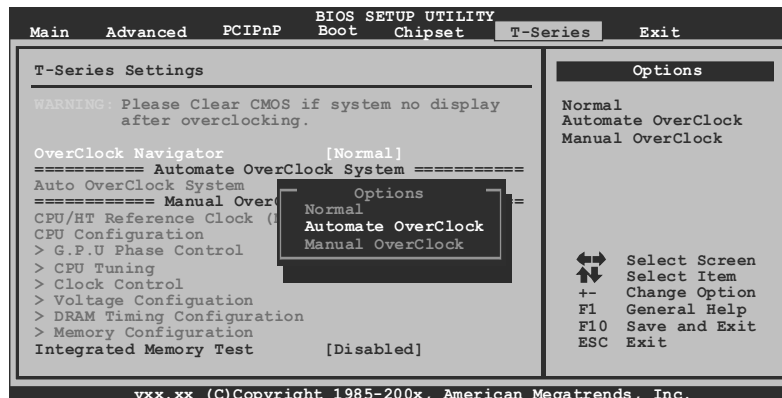 BIOS SETUP UTILITY
Main Advanced PCIPnP Boot Chipset T-Series Exit
T-Series Settings
WARNING: Please Clear CMOS if system no display
after overclocking.
OverClock Navigator [Normal]
=========== Automate OverClock System ===========
Auto OverClock System
============ Manual Over
=
CPU/HT Reference Clock (
CPU Configuration
> G.P.U Phase Control
> CPU Tuning
> Clock Control
> Voltage Configuation
> DRAM Timing Configuration
> Memory Configuration
Integrated Memory Test [Disabled]
Options
Normal
Automate OverClock
Manual OverClock
Options
Normal
Automate OverClock
Manual OverClock
Select Screen
Select Item
+- Change Option
F1 General Help
F10 Save and Exit
ESC Exit
vxx.xx (C)Copyright 1985-200x, American Megatrends, Inc.